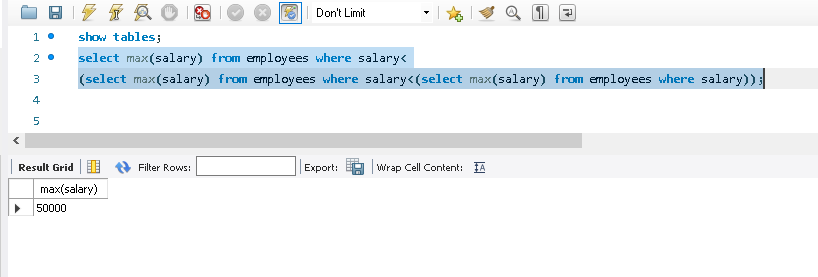 Don't Limit
1 show tables;
2 select max(salary) from employees where salary<
3 (select max(salary) from employees where salary<(select max(salary) from employees where salary));
4
5
Result Grid Filter Rows: Export: Wrap Cell Content:
max(salary)
50000